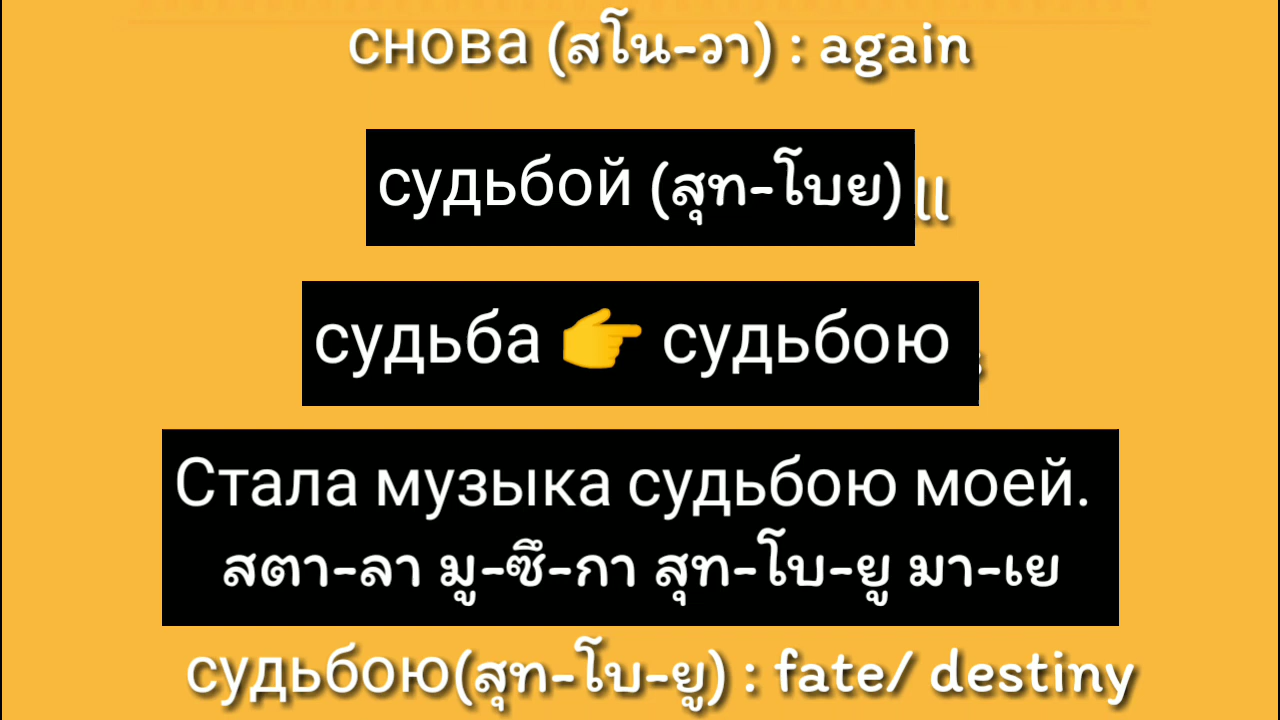 снова (สโน-วา) : again
судьбой (สุท-โบย)
судьба 👉 судьбою
Стала музыка судьбою моей.
สตา-ลา มู-ซึ-กา สุท-โบ-ยู มา-เย
судьбою(สุท-โบ-ยู) : fate/ destiny